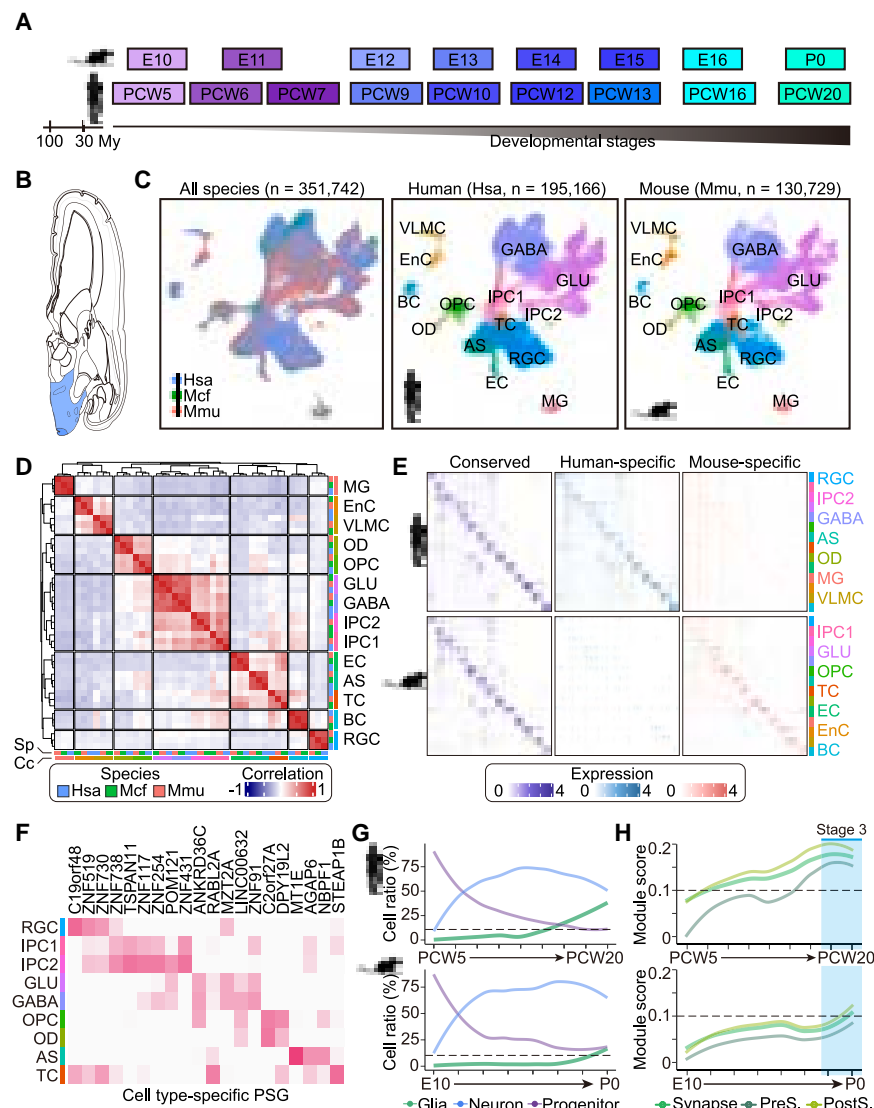 A
E10 E11 E12 E13 E14 E15 E16 P0
PCW5 PCW6 PCW7 PCW9 PCW10 PCW12 PCW13 PCW16 PCW20
100 30 My
Developmental stages
B
C
All species (n = 351,742)
Hsa
Mcf
Mmu
Human (Hsa, n = 195,166)
VLMC
EnC
BC
OPC
OD
GABA
GLU
IPC1
IPC2
TC
AS
RGC
EC
MG
Mouse (Mmu, n = 130,729)
VLMC
EnC
BC
OPC
OD
GABA
GLU
IPC1
IPC2
TC
AS
RGC
EC
MG
D
MG
EnC
VLMC
OD
OPC
GLU
GABA
IPC2
IPC1
EC
AS
TC
BC
RGC
Sp
Cc
Species
Hsa Mcf Mmu
Correlation
-1 1
E
Conserved Human-specific Mouse-specific
RGC
IPC2
GABA
AS
OD
MG
VLMC
IPC1
GLU
OPC
TC
EC
EnC
BC
Expression
0 4 0 4 0 4
F
C19orf48
ZNF519
ZNF730
ZNF738
TSPAN11
ZNF117
ZNF254
POM121
ZNF431
ANKRD36C
RABL2A
MZT2A
LINC00632
ZNF91
C2orf27A
DPY19L2
MT1E
AGAP6
NBPF1
STEAP1B
RGC
IPC1
IPC2
GLU
GABA
OPC
OD
AS
TC
Cell type-specific PSG
G
Cell ratio (%)
100
75
50
25
0
PCW5 PCW20
Cell ratio (%)
100
75
50
25
0
E10 P0
Glia Neuron Progenitor
H
Stage 3
Module score
0.2
0.1
0
PCW5 PCW20
Module score
0.2
0.1
0
E10 P0
Synapse PreS. PostS.